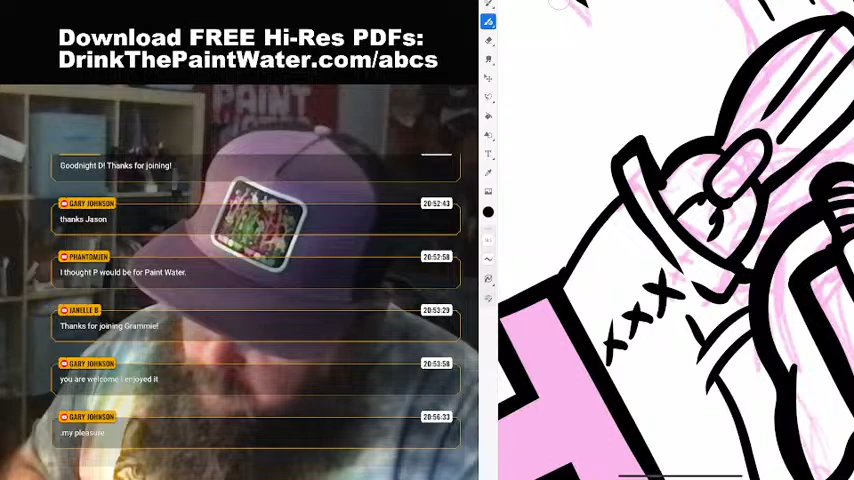 Download FREE Hi-Res PDFs:
DrinkThePaintWater.com/abcs
PAINT
WATER
Goodnight D! Thanks for joining!
GARY JOHNSON
20:52:43
thanks Jason
PHANTOMJEN
20:52:58
I thought P would be for Paint Water.
JANELLE B
20:53:29
Thanks for joining Grammie!
GARY JOHNSON
20:53:58
you are welcome i enjoyed it
GARY JOHNSON
20:56:33
.my pleasure